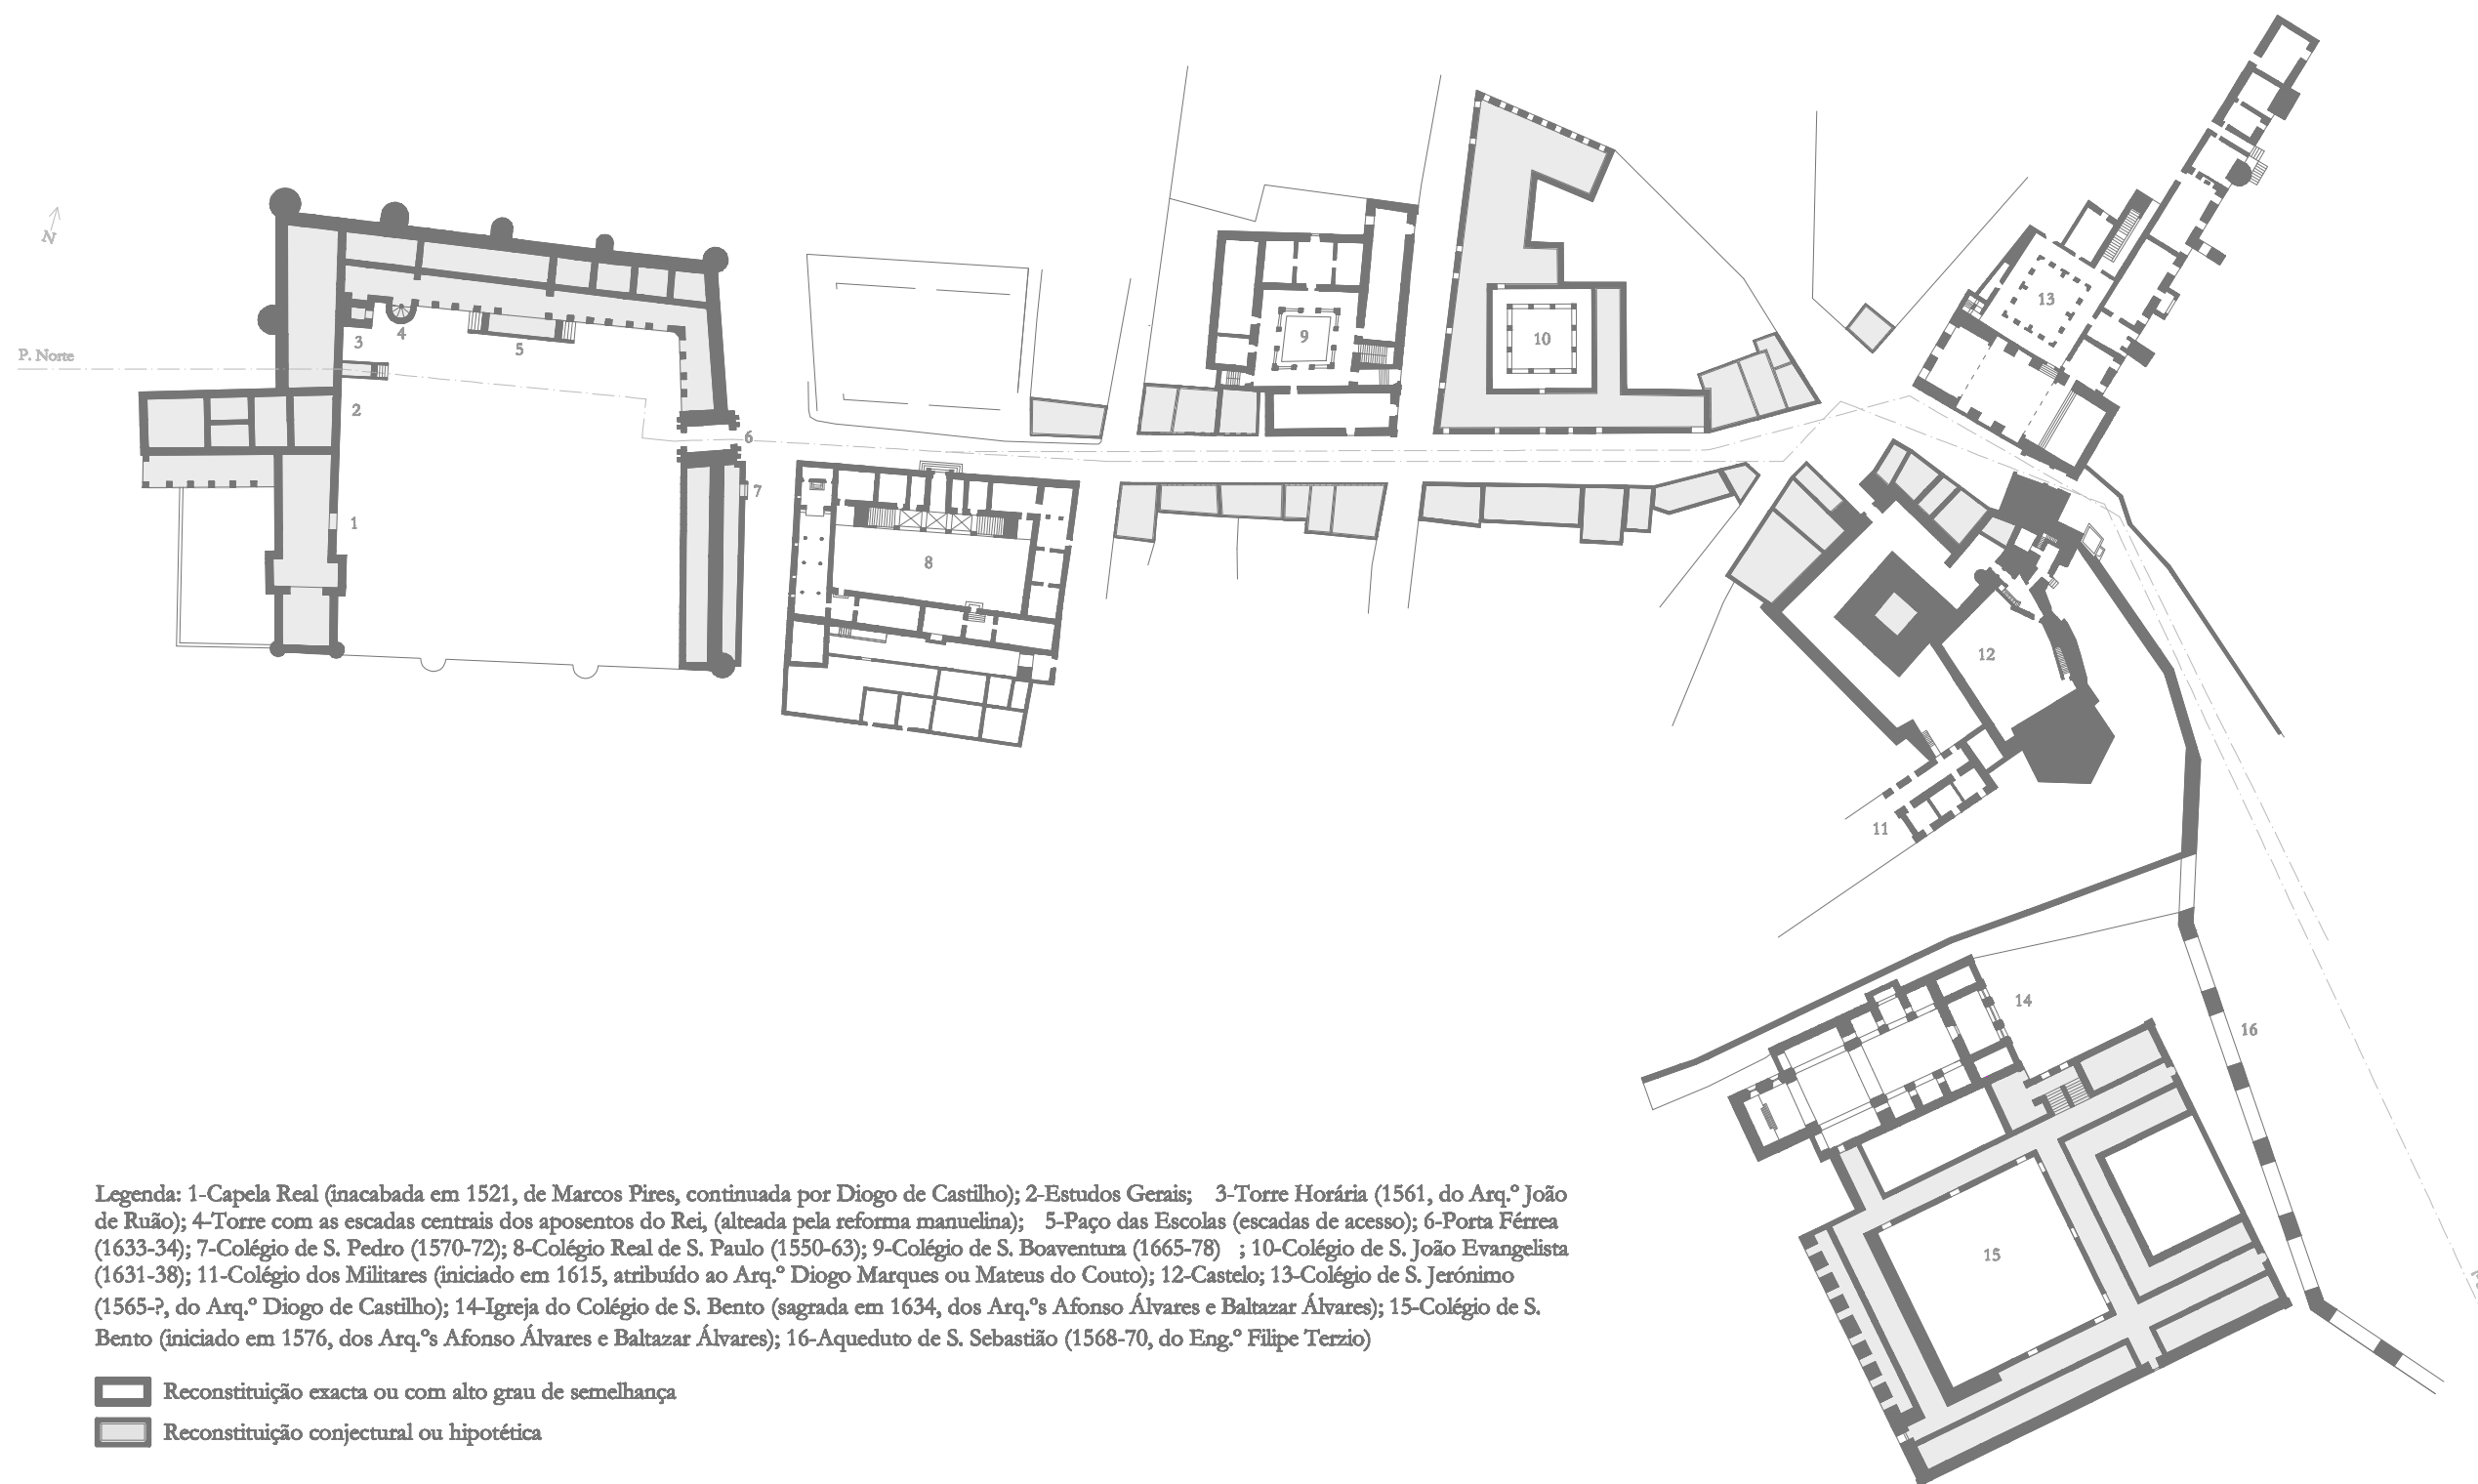 N
P. Norte
1
2
3
4
5
6
7
8
9
10
11
12
13
14
15
16
Legenda: 1-Capela Real (inacabada em 1521, de Marcos Pires, continuada por Diogo de Castilho); 2-Estudos Gerais; 3-Torre Horária (1561, do Arq.º João
de Ruão); 4-Torre com as escadas centrais dos aposentos do Rei, (alteada pela reforma manuelina); 5-Paço das Escolas (escadas de acesso); 6-Porta Férrea
(1633-34); 7-Colégio de S. Pedro (1570-72); 8-Colégio Real de S. Paulo (1550-63); 9-Colégio de S. Boaventura (1665-78) ; 10-Colégio de S. João Evangelista
(1631-38); 11-Colégio dos Militares (iniciado em 1615, atribuído ao Arq.º Diogo Marques ou Mateus do Couto); 12-Castelo; 13-Colégio de S. Jerónimo
(1565-?, do Arq.º Diogo de Castilho); 14-Igreja do Colégio de S. Bento (sagrada em 1634, dos Arq.ºs Afonso Álvares e Baltazar Álvares); 15-Colégio de S.
Bento (iniciado em 1576, dos Arq.ºs Afonso Álvares e Baltazar Álvares); 16-Aqueduto de S. Sebastião (1568-70, do Eng.º Filipe Terzio)
Reconstituição exacta ou com alto grau de semelhança
Reconstituição conjectural ou hipotética